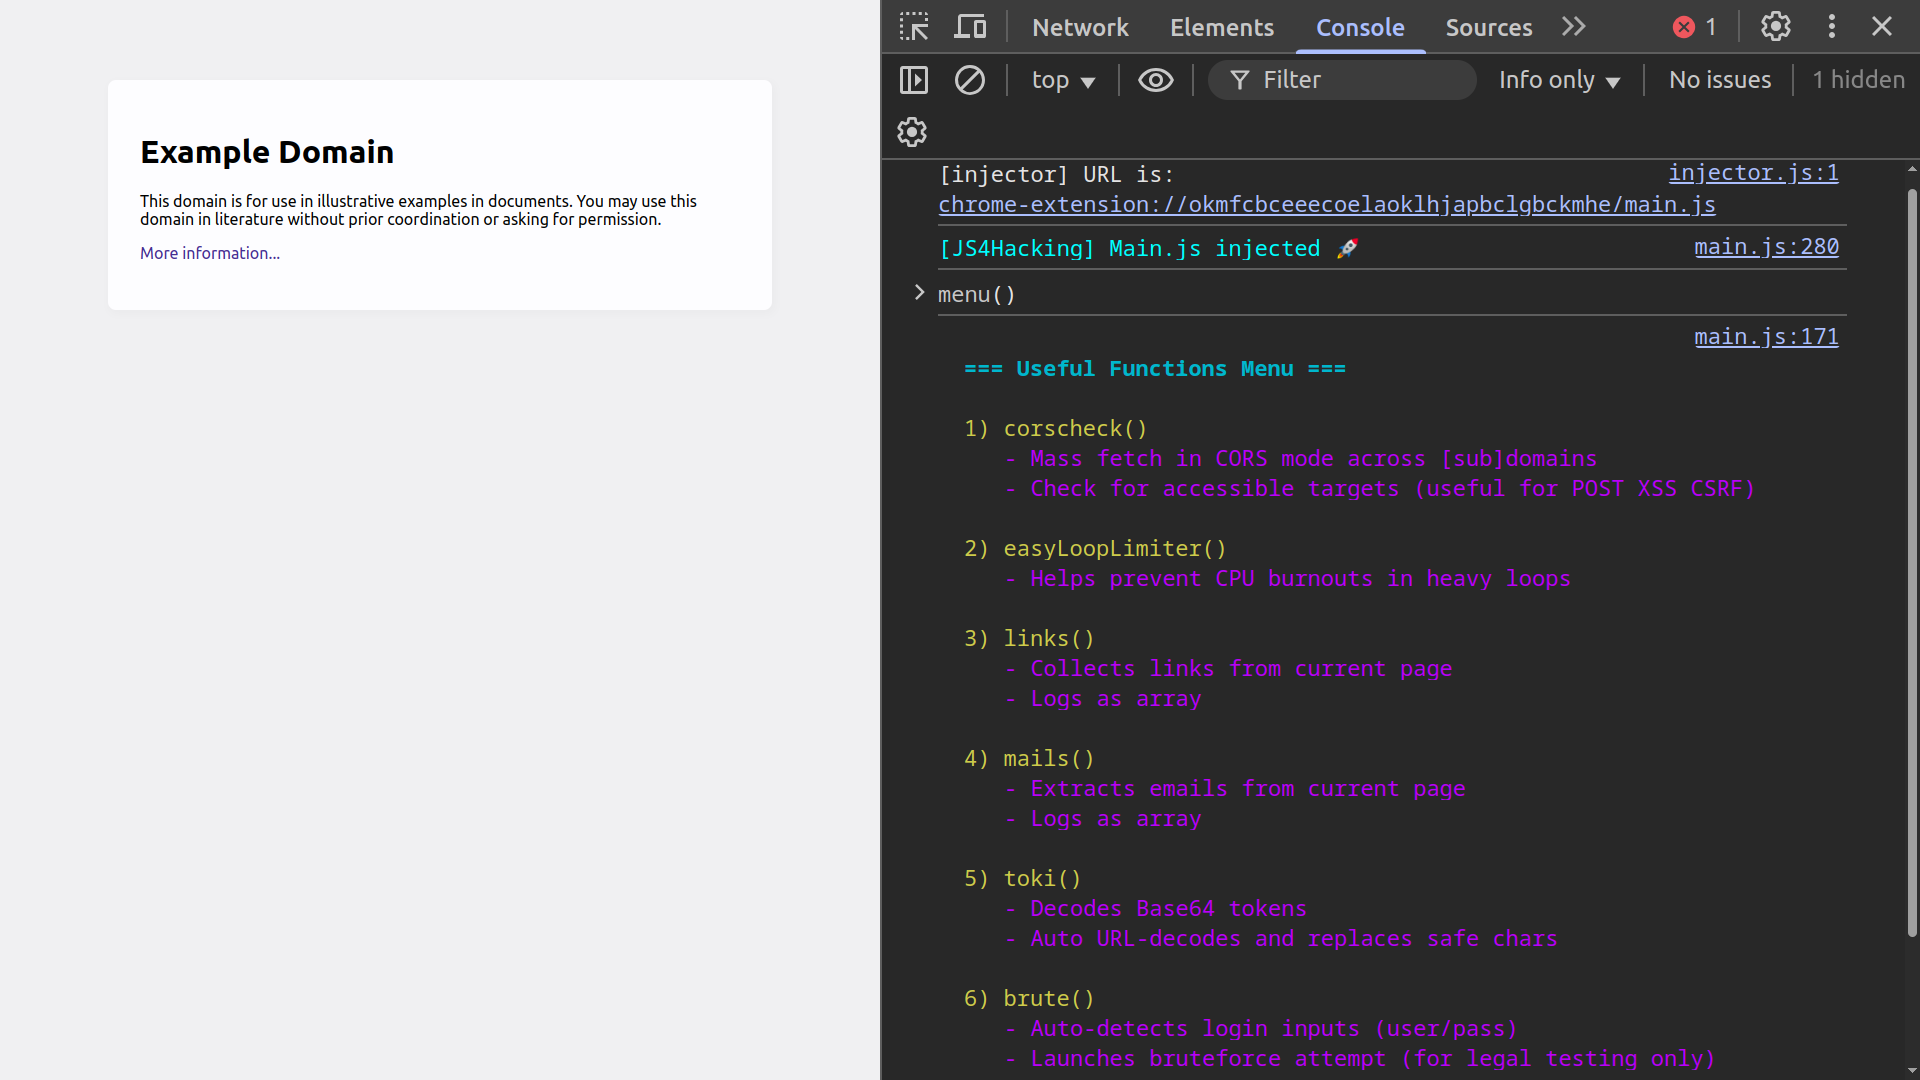 Example Domain
This domain is for use in illustrative examples in documents. You may use this
domain in literature without prior coordination or asking for permission.
More information...
Network Elements Console Sources 1
top Filter Info only No issues 1 hidden
[injector] URL is: injector.js:1
chrome-extension://okmfcbceeecoelaoklhjapbclgbckmhe/main.js
[JS4Hacking] Main.js injected 🚀 main.js:280
> menu()
main.js:171
=== Useful Functions Menu ===
1) corscheck()
- Mass fetch in CORS mode across [sub]domains
- Check for accessible targets (useful for POST XSS CSRF)
2) easyLoopLimiter()
- Helps prevent CPU burnouts in heavy loops
3) links()
- Collects links from current page
- Logs as array
4) mails()
- Extracts emails from current page
- Logs as array
5) toki()
- Decodes Base64 tokens
- Auto URL-decodes and replaces safe chars
6) brute()
- Auto-detects login inputs (user/pass)
- Launches bruteforce attempt (for legal testing only)